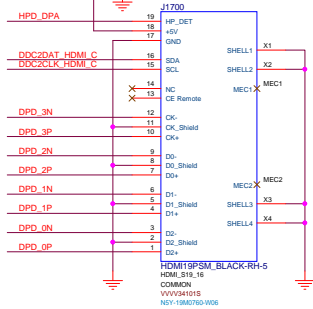 J1700
HPD_DPA 19 HP_DET
18 +5V
17 GND
SHELL1 X1
DDC2DAT_HDMI_C 16 SDA
DDC2CLK_HDMI_C 15 SCL
SHELL2 X2
14 NC
MEC1 MEC1
13 CE Remote
DPD_3N 12 CK-
11 CK_Shield
DPD_3P 10 CK+
DPD_2N 9 D0-
8 D0_Shield
DPD_2P 7 D0+
MEC2 MEC2
DPD_1N 6 D1-
5 D1_Shield
SHELL3 X3
DPD_1P 4 D1+
SHELL4 X4
DPD_0N 3 D2-
2 D2_Shield
DPD_0P 1 D2+
HDMI19PSM_BLACK-RH-5
HDMI_S19_16
COMMON
VVVV34101S
N5Y-19M0760-W06